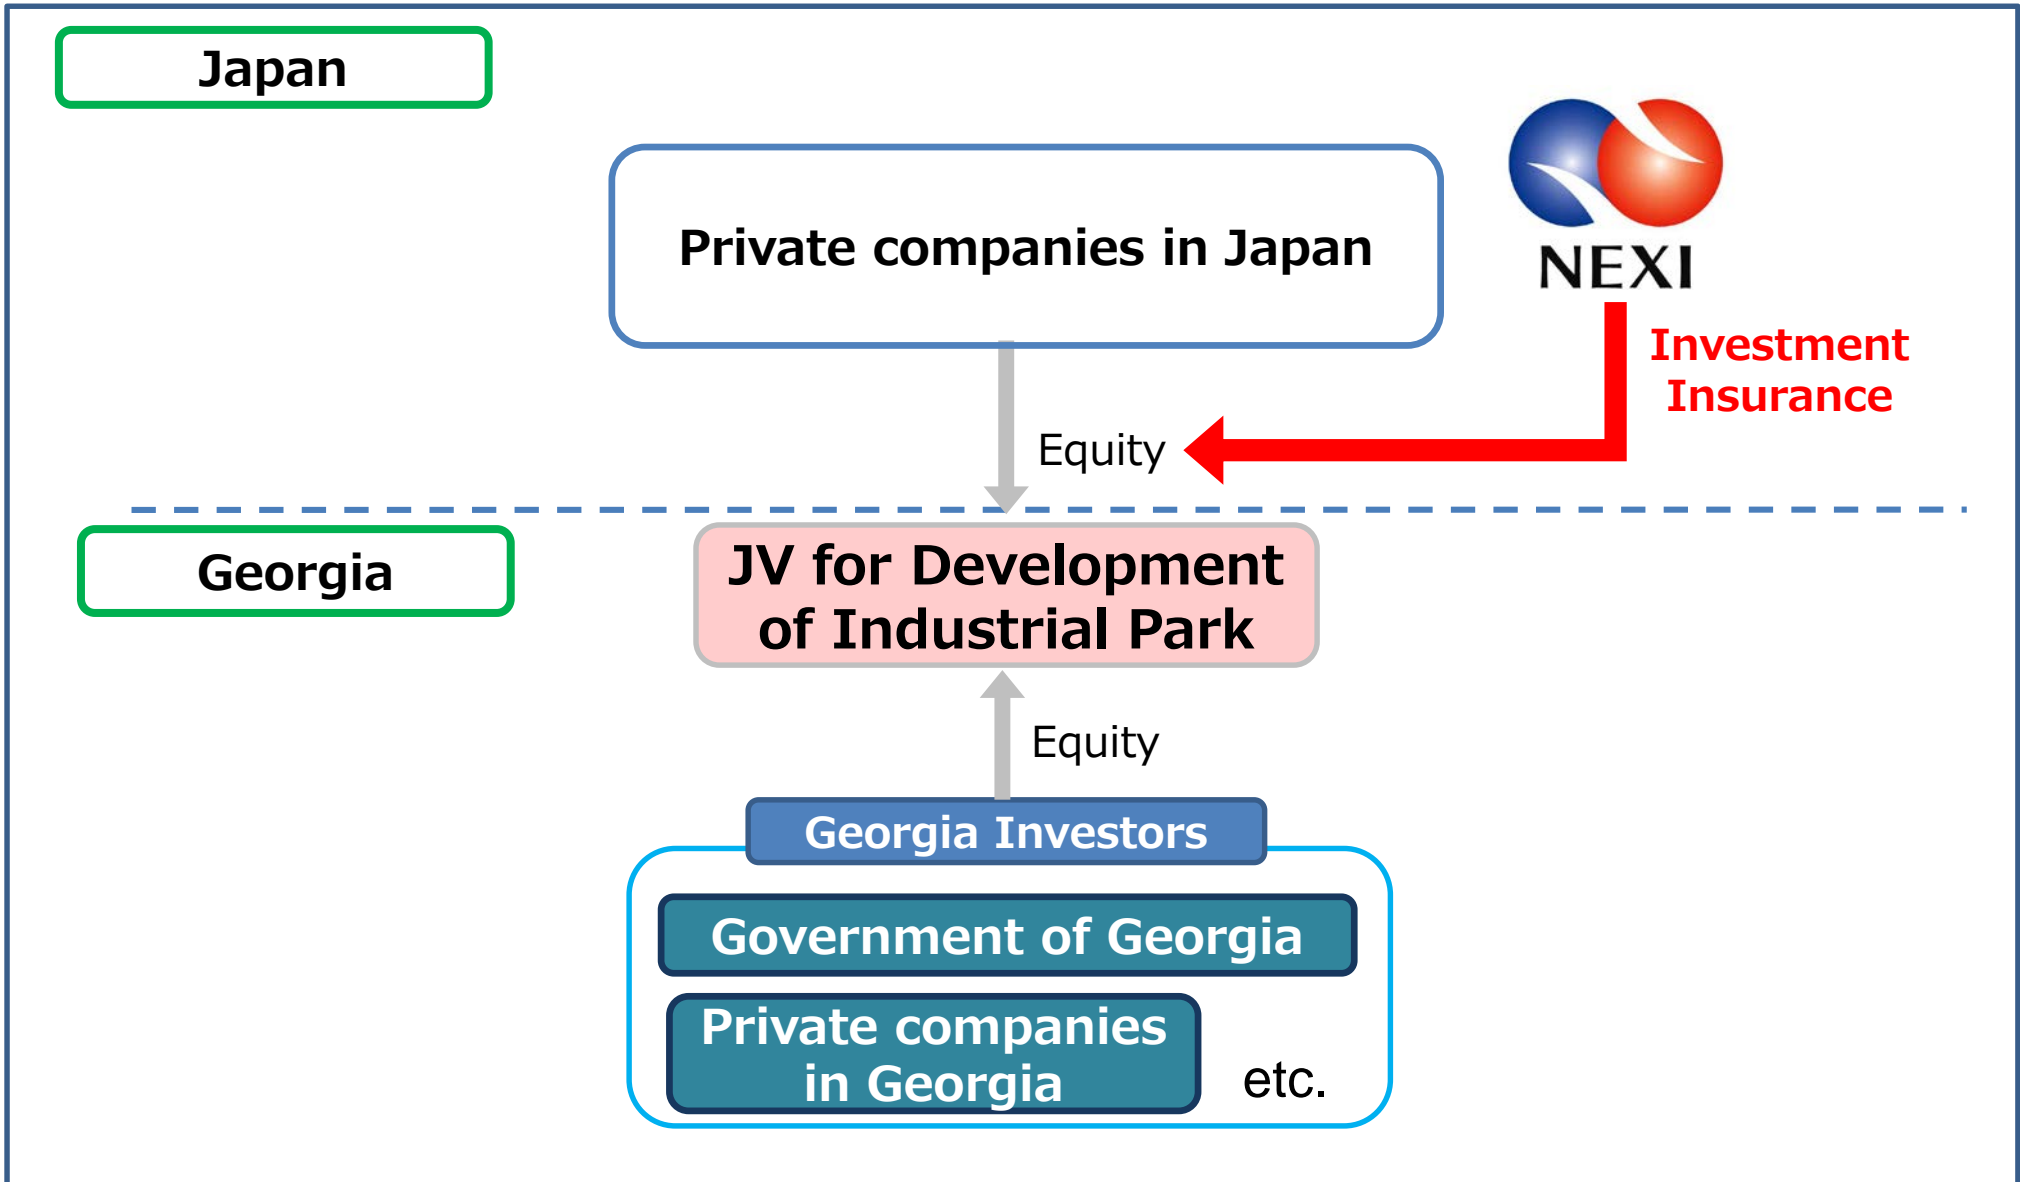 Japan
Private companies in Japan
NEXI
Investment
Insurance
Equity
Georgia
JV for Development
of Industrial Park
Equity
Georgia Investors
Government of Georgia
Private companies
in Georgia
etc.